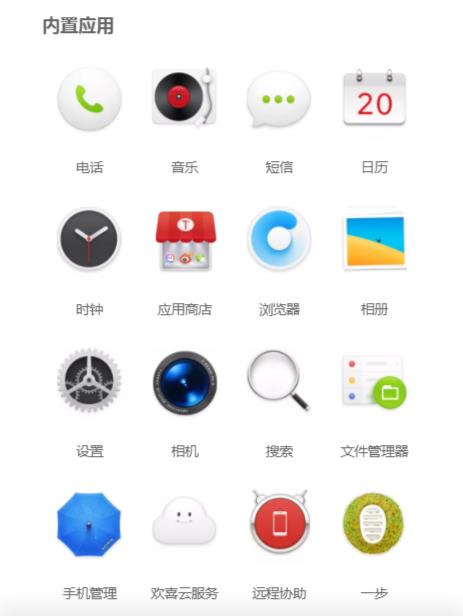 内置应用
电话 音乐 短信 20 日历
时钟 T 应用商店 浏览器 相册
设置 相机 搜索 文件管理器
手机管理 欢喜云服务 远程协助 一步